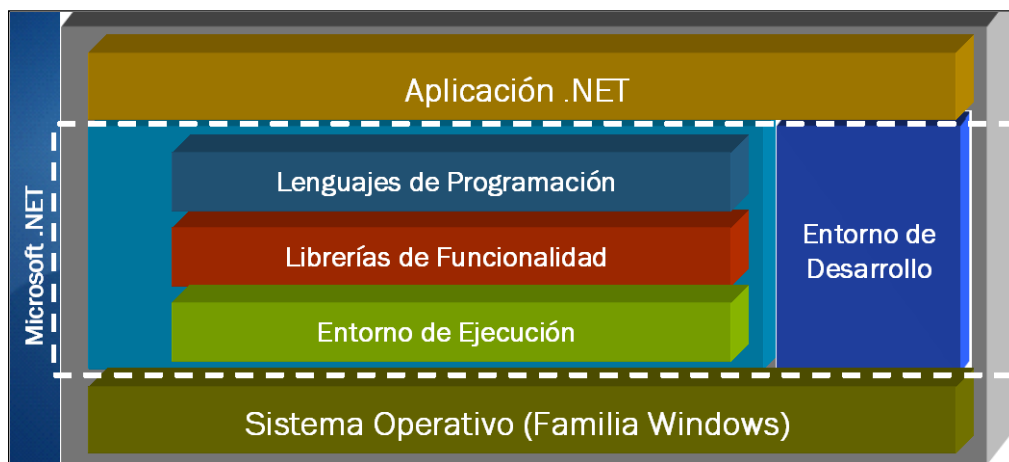 Microsoft .NET
Aplicación .NET
Lenguajes de Programación
Librerías de Funcionalidad
Entorno de Ejecución
Entorno de
Desarrollo
Sistema Operativo (Familia Windows)